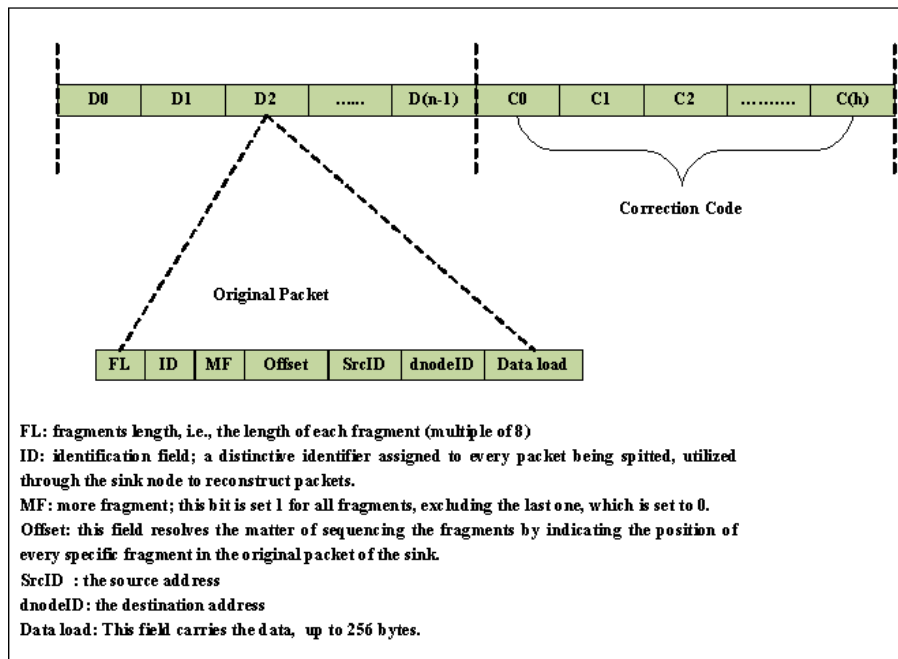 D0 D1 D2 ...... D(n-1) C0 C1 C2 .......... C(h)
Correction Code
Original Packet
FL ID MF Offset SrcID dnodeID Data load
FL: fragments length, i.e., the length of each fragment (multiple of 8)
ID: identification field; a distinctive identifier assigned to every packet being spitted, utilized
through the sink node to reconstruct packets.
MF: more fragment; this bit is set 1 for all fragments, excluding the last one, which is set to 0.
Offset: this field resolves the matter of sequencing the fragments by indicating the position of
every specific fragment in the original packet of the sink.
SrcID : the source address
dnodeID: the destination address
Data load: This field carries the data, up to 256 bytes.